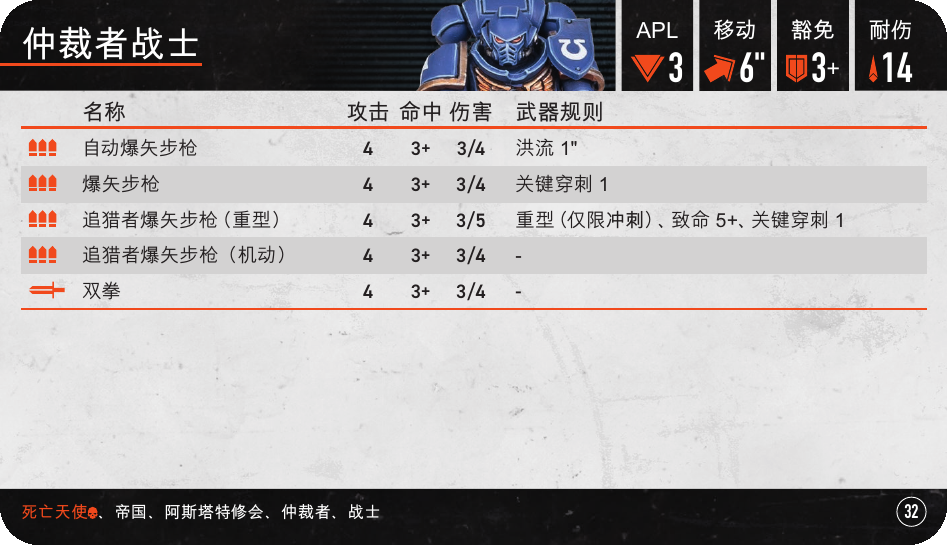 仲裁者战士
APL 移动 豁免 耐伤
3 6" 3+ 14
名称 攻击 命中 伤害 武器规则
自动爆矢步枪 4 3+ 3/4 洪流 1"
爆矢步枪 4 3+ 3/4 关键穿刺 1
追猎者爆矢步枪（重型） 4 3+ 3/5 重型（仅限冲刺）、致命 5+、关键穿刺 1
追猎者爆矢步枪（机动） 4 3+ 3/4 -
双拳 4 3+ 3/4 -
死亡天使、帝国、阿斯塔特修会、仲裁者、战士
32